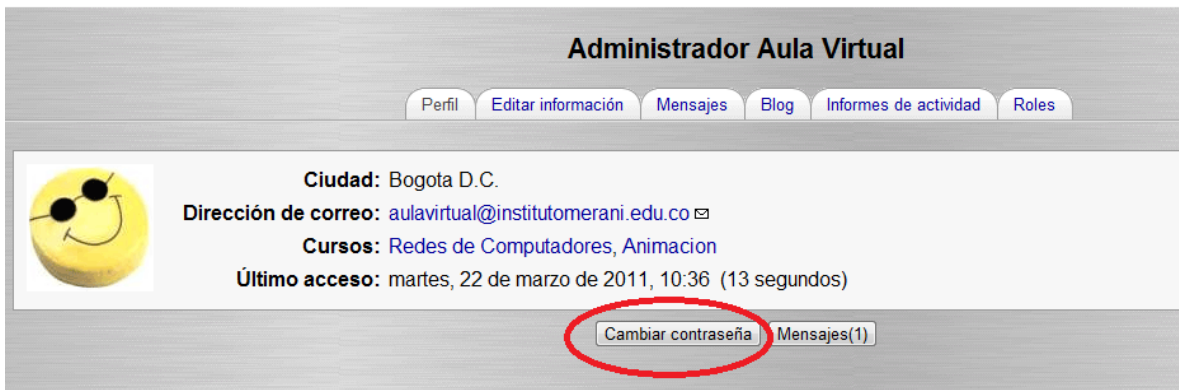 Administrador Aula Virtual
Perfil Editar información Mensajes Blog Informes de actividad Roles
Ciudad: Bogota D.C.
Dirección de correo: aulavirtual@institutomerani.edu.co
Cursos: Redes de Computadores, Animacion
Último acceso: martes, 22 de marzo de 2011, 10:36 (13 segundos)
Cambiar contraseña Mensajes(1)